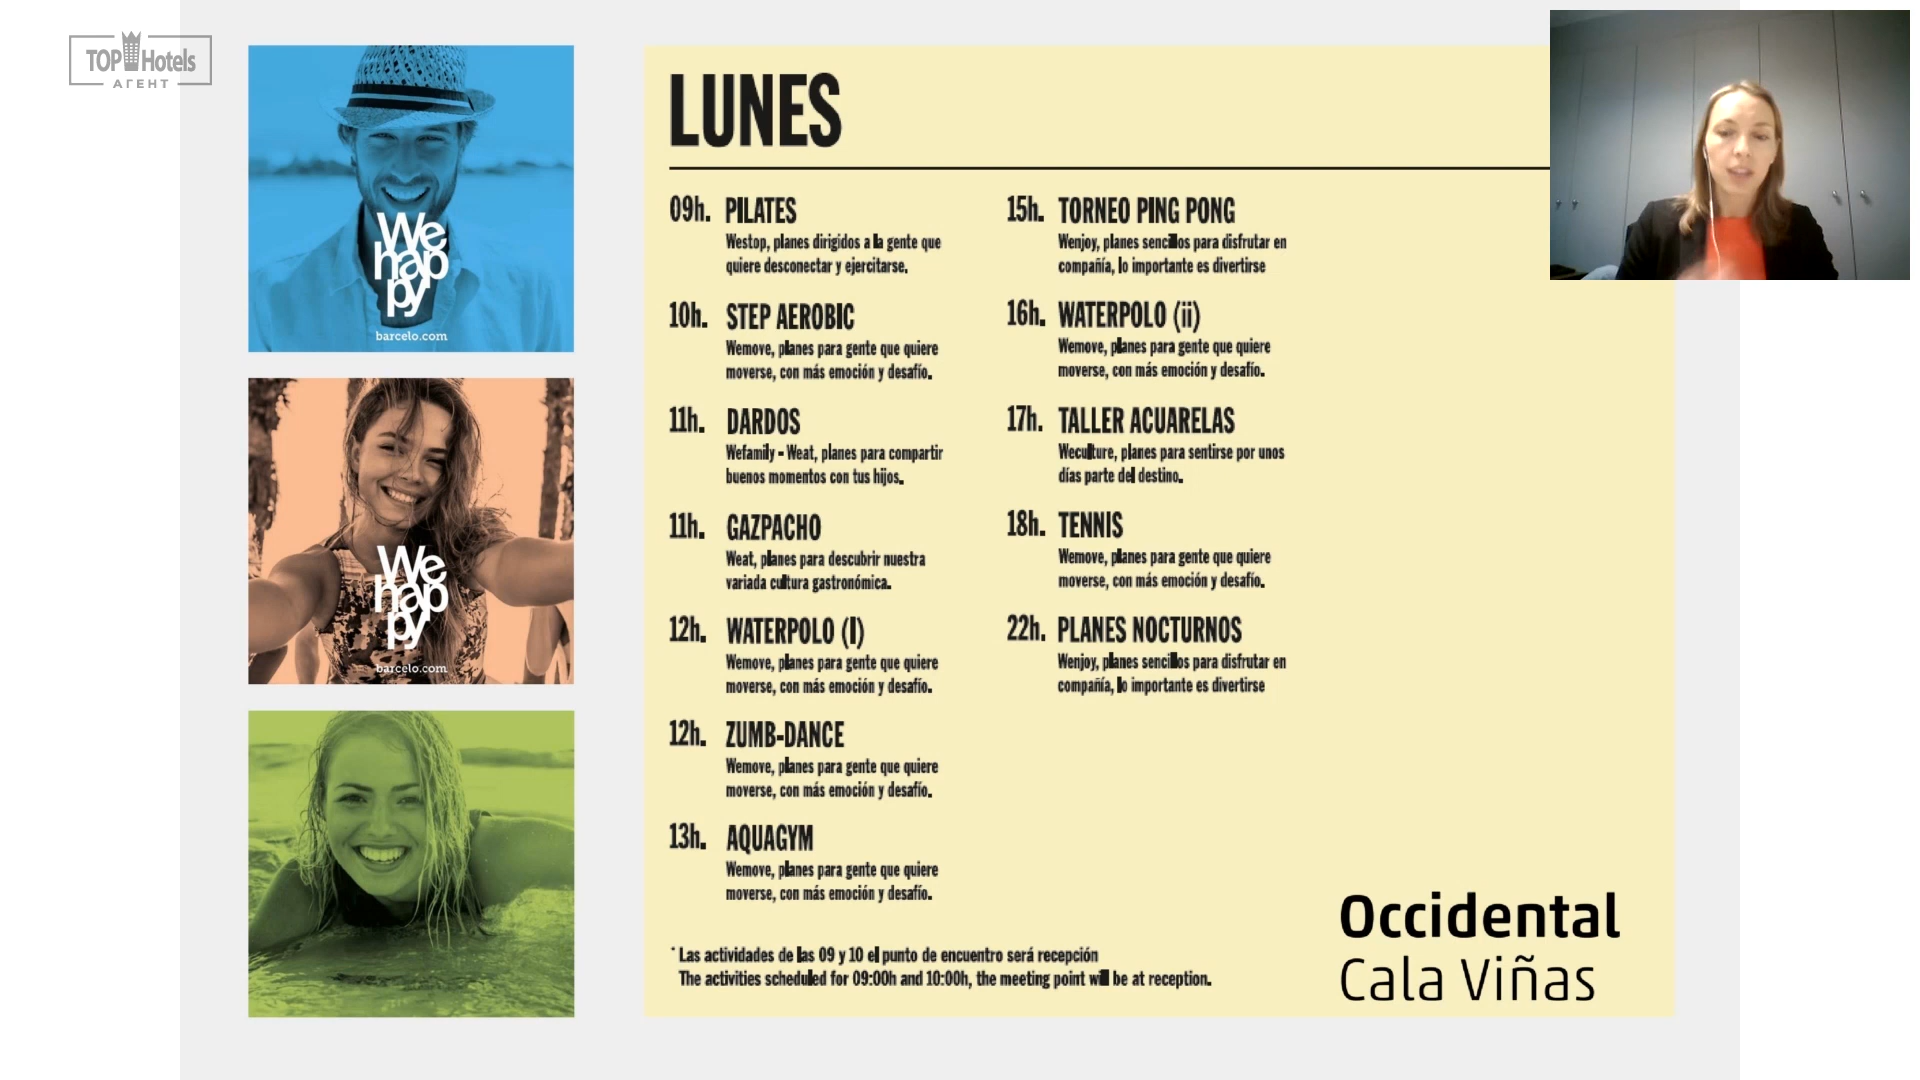 TOP Hotels
АГЕНТ
We
hap
py
barcelo.com
We
hap
py
barcelo.com
LUNES
09h. PILATES
Westop, planes dirigidos a la gente que
quiere desconectar y ejercitarse.
10h. STEP AEROBIC
Wemove, planes para gente que quiere
moverse, con más emoción y desafío.
11h. DARDOS
Wefamily - Weat, planes para compartir
buenos momentos con tus hijos.
11h. GAZPACHO
Weat, planes para descubrir nuestra
variada cultura gastronómica.
12h. WATERPOLO (I)
Wemove, planes para gente que quiere
moverse, con más emoción y desafío.
12h. ZUMB-DANCE
Wemove, planes para gente que quiere
moverse, con más emoción y desafío.
13h. AQUAGYM
Wemove, planes para gente que quiere
moverse, con más emoción y desafío.
15h. TORNEO PING PONG
Wenjoy, planes sencillos para disfrutar en
compañía, lo importante es divertirse
16h. WATERPOLO (ii)
Wemove, planes para gente que quiere
moverse, con más emoción y desafío.
17h. TALLER ACUARELAS
Weculture, planes para sentirse por unos
días parte del destino.
18h. TENNIS
Wemove, planes para gente que quiere
moverse, con más emoción y desafío.
22h. PLANES NOCTURNOS
Wenjoy, planes sencillos para disfrutar en
compañía, lo importante es divertirse
* Las actividades de las 09 y 10 el punto de encuentro será recepción
The activities scheduled for 09:00h and 10:00h, the meeting point will be at reception.
Occidental
Cala Viñas